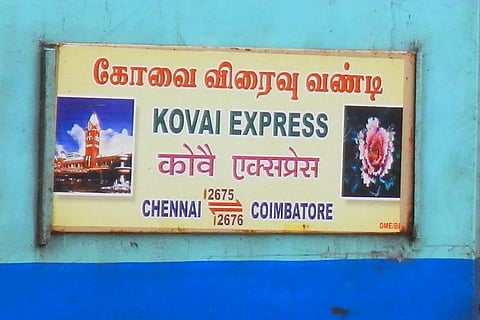 கோவை விரைவு வண்டி
KOVAI EXPRESS
कोवै एक्सप्रेस
12675
CHENNAI COIMBATORE
12676